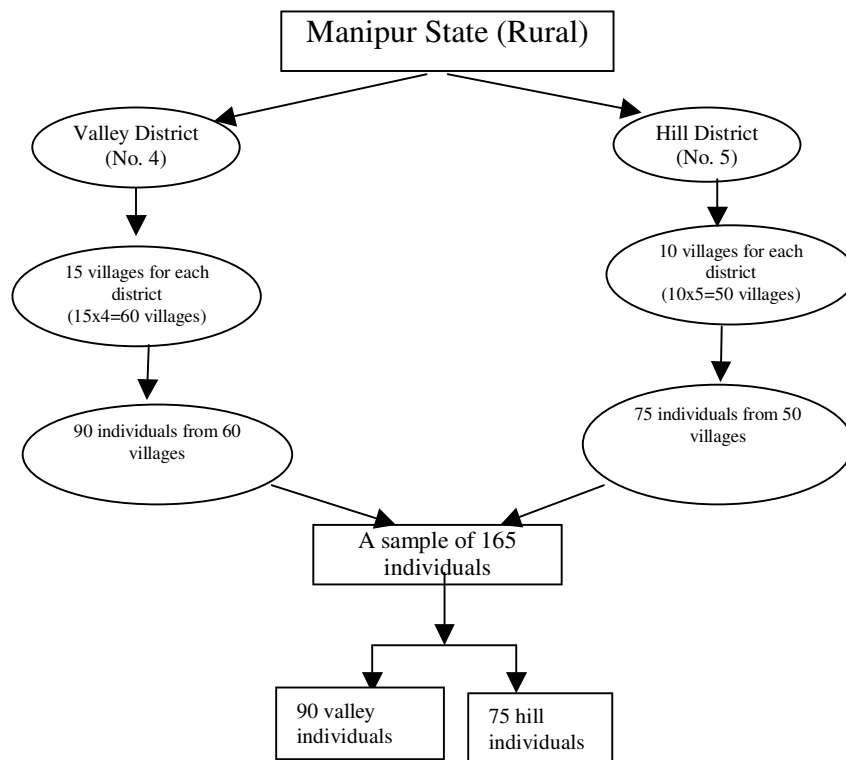 Manipur State (Rural)
Valley District
(No. 4)
Hill District
(No. 5)
15 villages for each
district
(15x4=60 villages)
10 villages for each
district
(10x5=50 villages)
90 individuals from 60
villages
75 individuals from 50
villages
A sample of 165
individuals
90 valley
individuals
75 hill
individuals